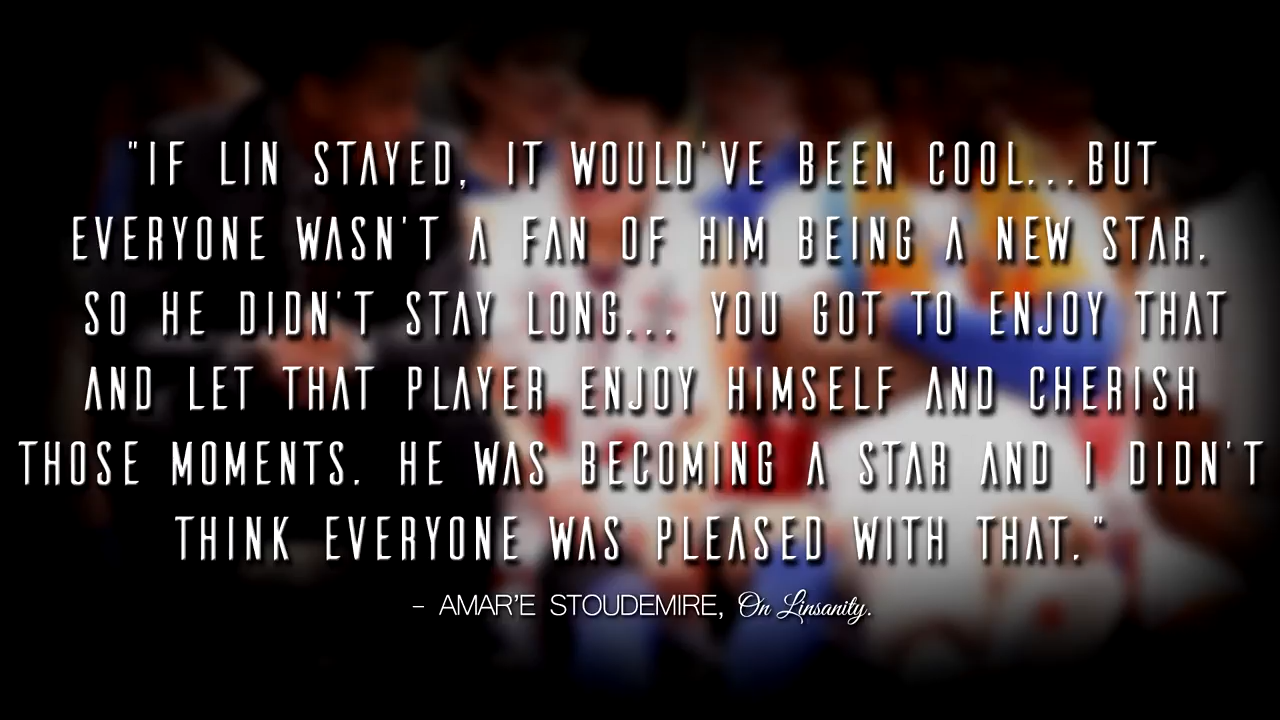 "IF LIN STAYED, IT WOULD'VE BEEN COOL...BUT
EVERYONE WASN'T A FAN OF HIM BEING A NEW STAR.
SO HE DIDN'T STAY LONG... YOU GOT TO ENJOY THAT
AND LET THAT PLAYER ENJOY HIMSELF AND CHERISH
THOSE MOMENTS. HE WAS BECOMING A STAR AND I DIDN'T
THINK EVERYONE WAS PLEASED WITH THAT."
- AMAR'E STOUDEMIRE, On Linsanity.